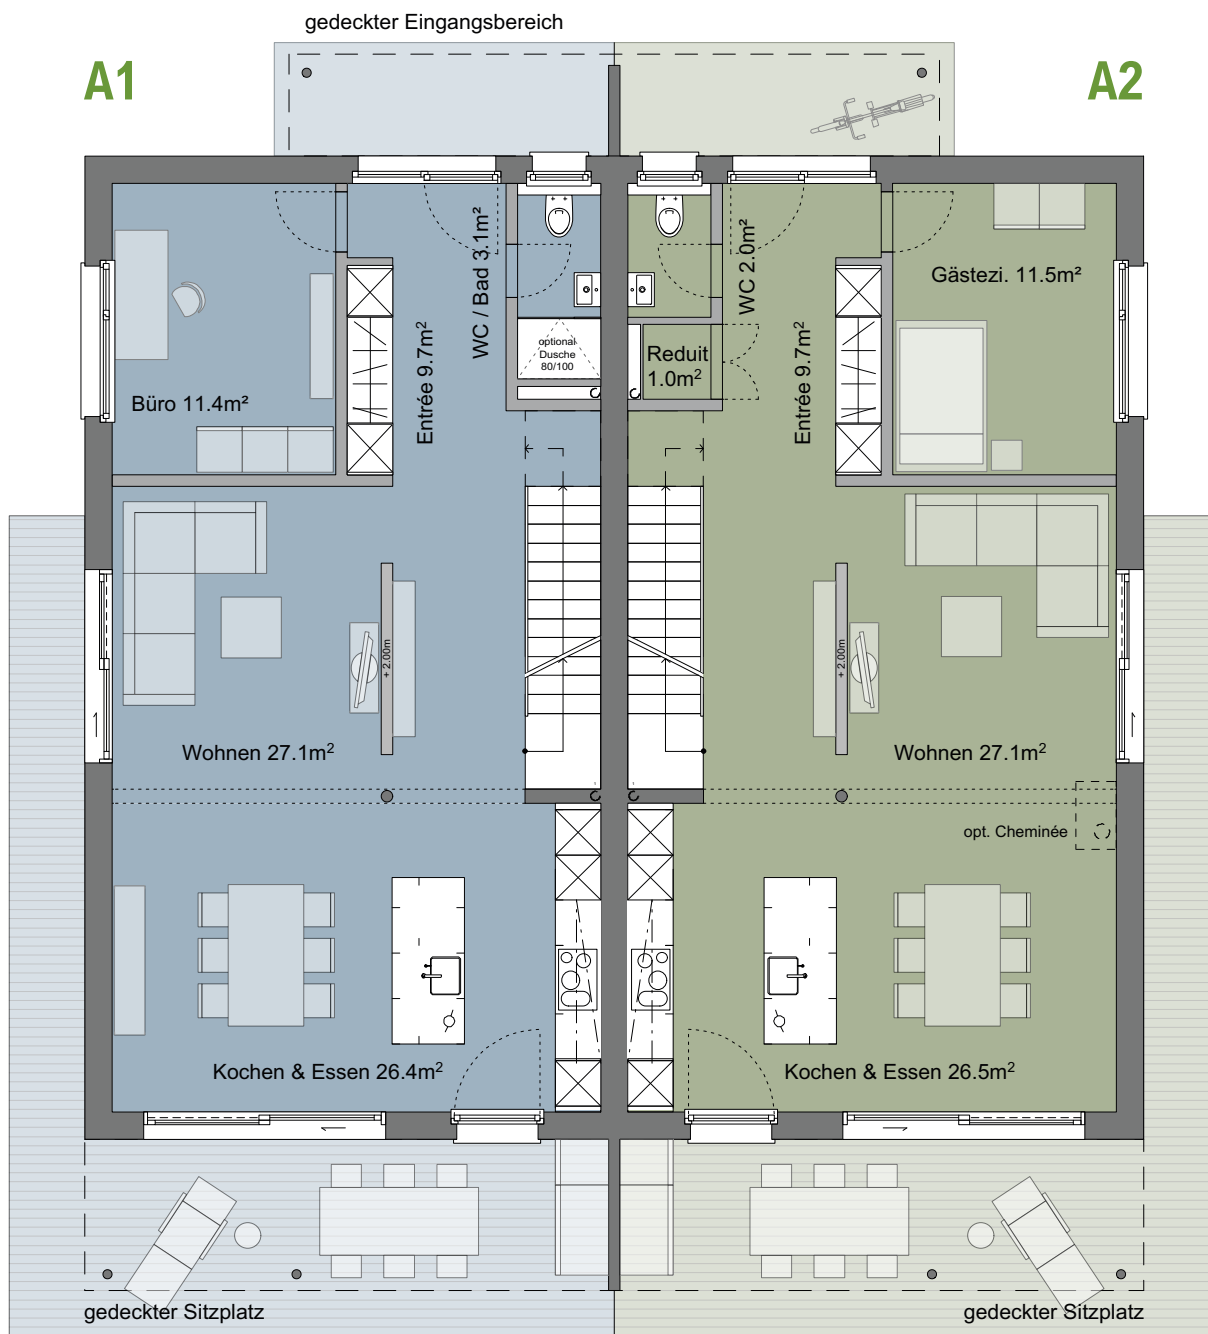 gedeckter Eingangsbereich
A1
A2
WC / Bad 3.1m²
WC 2.0m²
Gästezi. 11.5m²
Entrée 9.7m²
Entrée 9.7m²
optional
Dusche
80/100
Reduit
1.0m²
Büro 11.4m²
+ 2.00m
+ 2.00m
Wohnen 27.1m²
Wohnen 27.1m²
opt. Cheminée
Kochen & Essen 26.4m²
Kochen & Essen 26.5m²
gedeckter Sitzplatz
gedeckter Sitzplatz